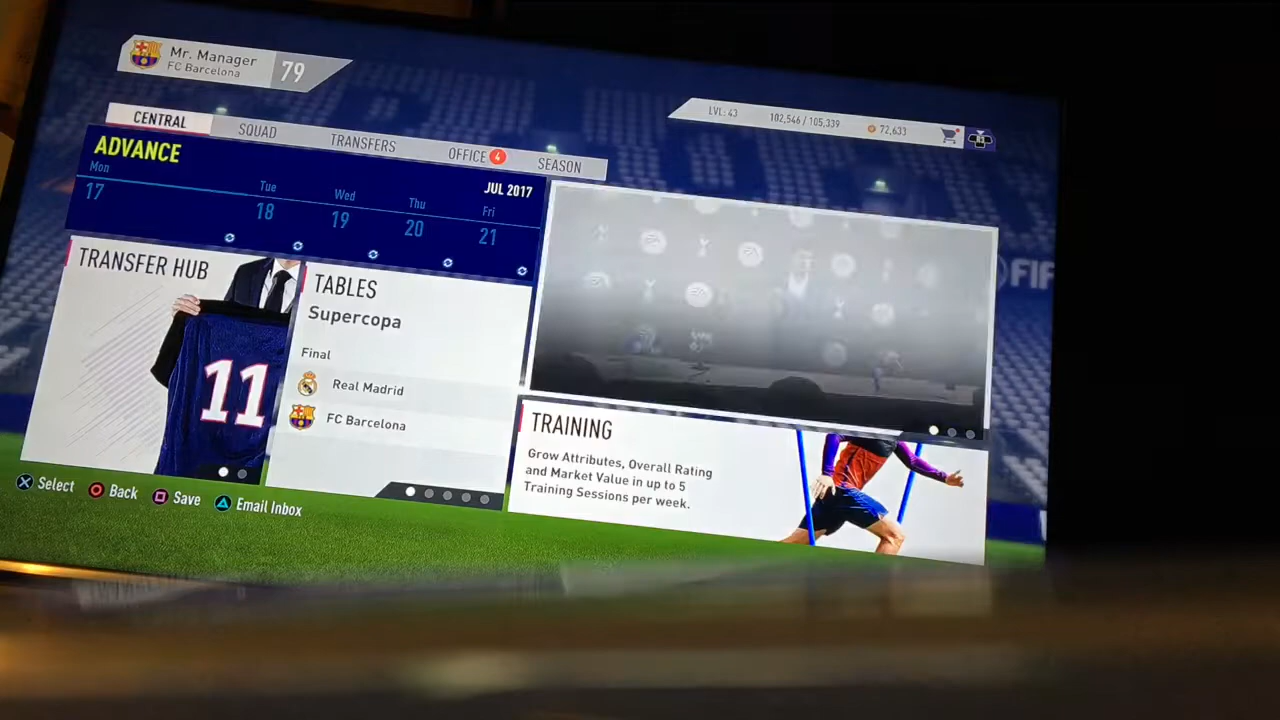 Mr. Manager
FC Barcelona
79
LVL: 43
102,546 / 105,339
72,633
CENTRAL
SQUAD
TRANSFERS
OFFICE 4
SEASON
ADVANCE
JUL 2017
Mon
17
Tue
18
Wed
19
Thu
20
Fri
21
TRANSFER HUB
11
TABLES
Supercopa
Final
Real Madrid
FC Barcelona
FIF
TRAINING
Grow Attributes, Overall Rating
and Market Value in up to 5
Training Sessions per week.
Select
Back
Save
Email Inbox